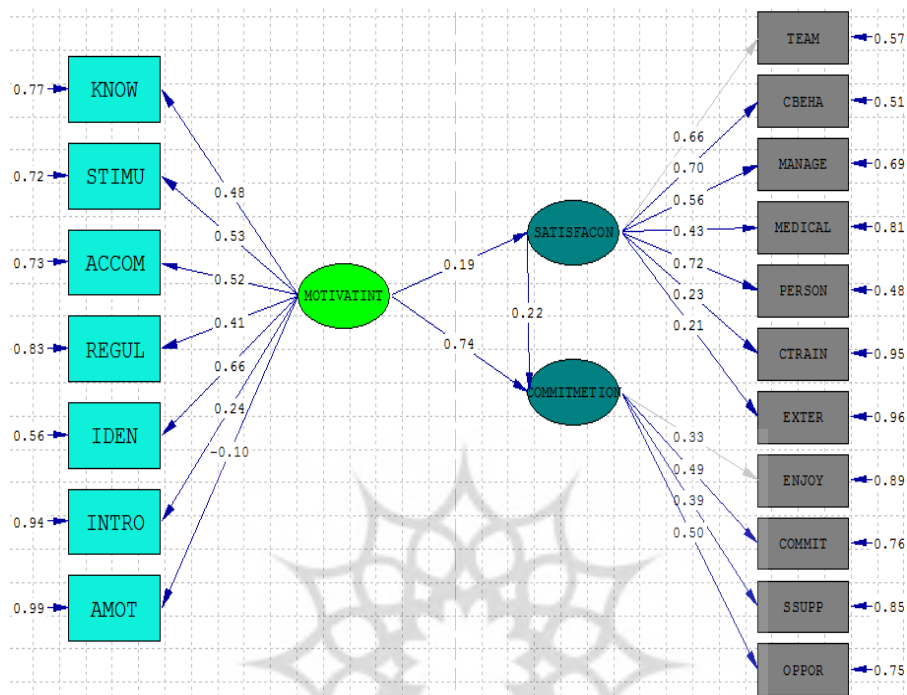 KNOW
STIMU
ACCOM
REGUL
IDEN
INTRO
AMOT
0.77
0.72
0.73
0.83
0.56
0.94
0.99
0.48
0.53
0.52
0.41
0.66
0.24
-0.10
MOTIVATINT
0.19
0.74
0.22
SATISFACON
COMMITMETION
0.66
0.70
0.56
0.43
0.72
0.23
0.21
0.33
0.49
0.39
0.50
TEAM
CBEHA
MANAGE
MEDICAL
PERSON
CTRAIN
EXTER
ENJOY
COMMIT
SSUPP
OPPOR
0.57
0.51
0.69
0.81
0.48
0.95
0.96
0.89
0.76
0.85
0.75